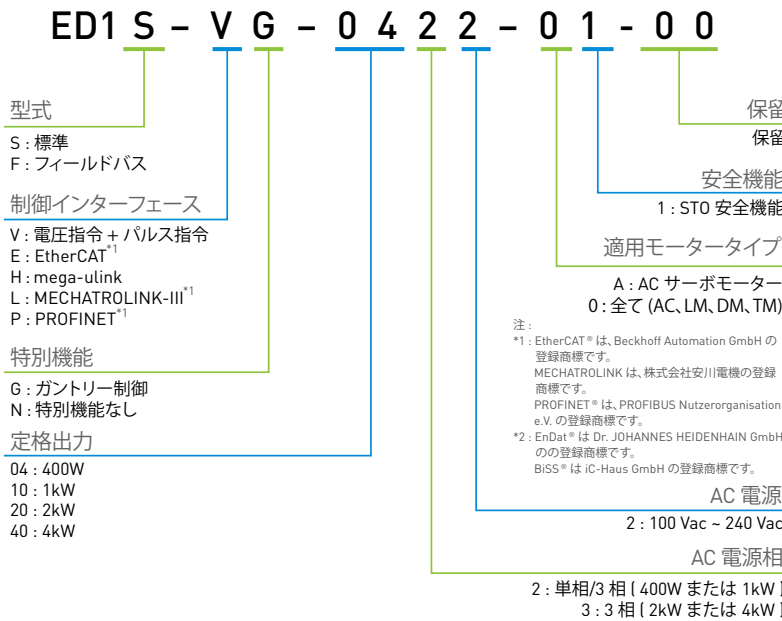 ED1 S – V G – 0 4 2 2 – 0 1 - 0 0
型式
S : 標準
F : フィールドバス
制御インターフェース
V : 電圧指令 + パルス指令
E : EtherCAT*1
H : mega-ulink
L : MECHATROLINK-III*1
P : PROFINET*1
特別機能
G : ガントリー制御
N : 特別機能なし
定格出力
04 : 400W
10 : 1kW
20 : 2kW
40 : 4kW
保留
保留
安全機能
1 : STO 安全機能
適用モータータイプ
A : AC サーボモーター
0 : 全て (AC、LM、DM、TM)
注 :
*1 : EtherCAT® は、Beckhoff Automation GmbH の
登録商標です。
MECHATROLINK は、株式会社安川電機の登録
商標です。
PROFINET® は、PROFIBUS Nutzerorganisation
e.V. の登録商標です。
*2 : EnDat® は Dr. JOHANNES HEIDENHAIN GmbH
のの登録商標です。
BiSS® は iC-Haus GmbH の登録商標です。
AC 電源
2 : 100 Vac ~ 240 Vac
AC 電源相
2 : 単相/3 相 ( 400W または 1kW )
3 : 3 相 ( 2kW または 4kW )